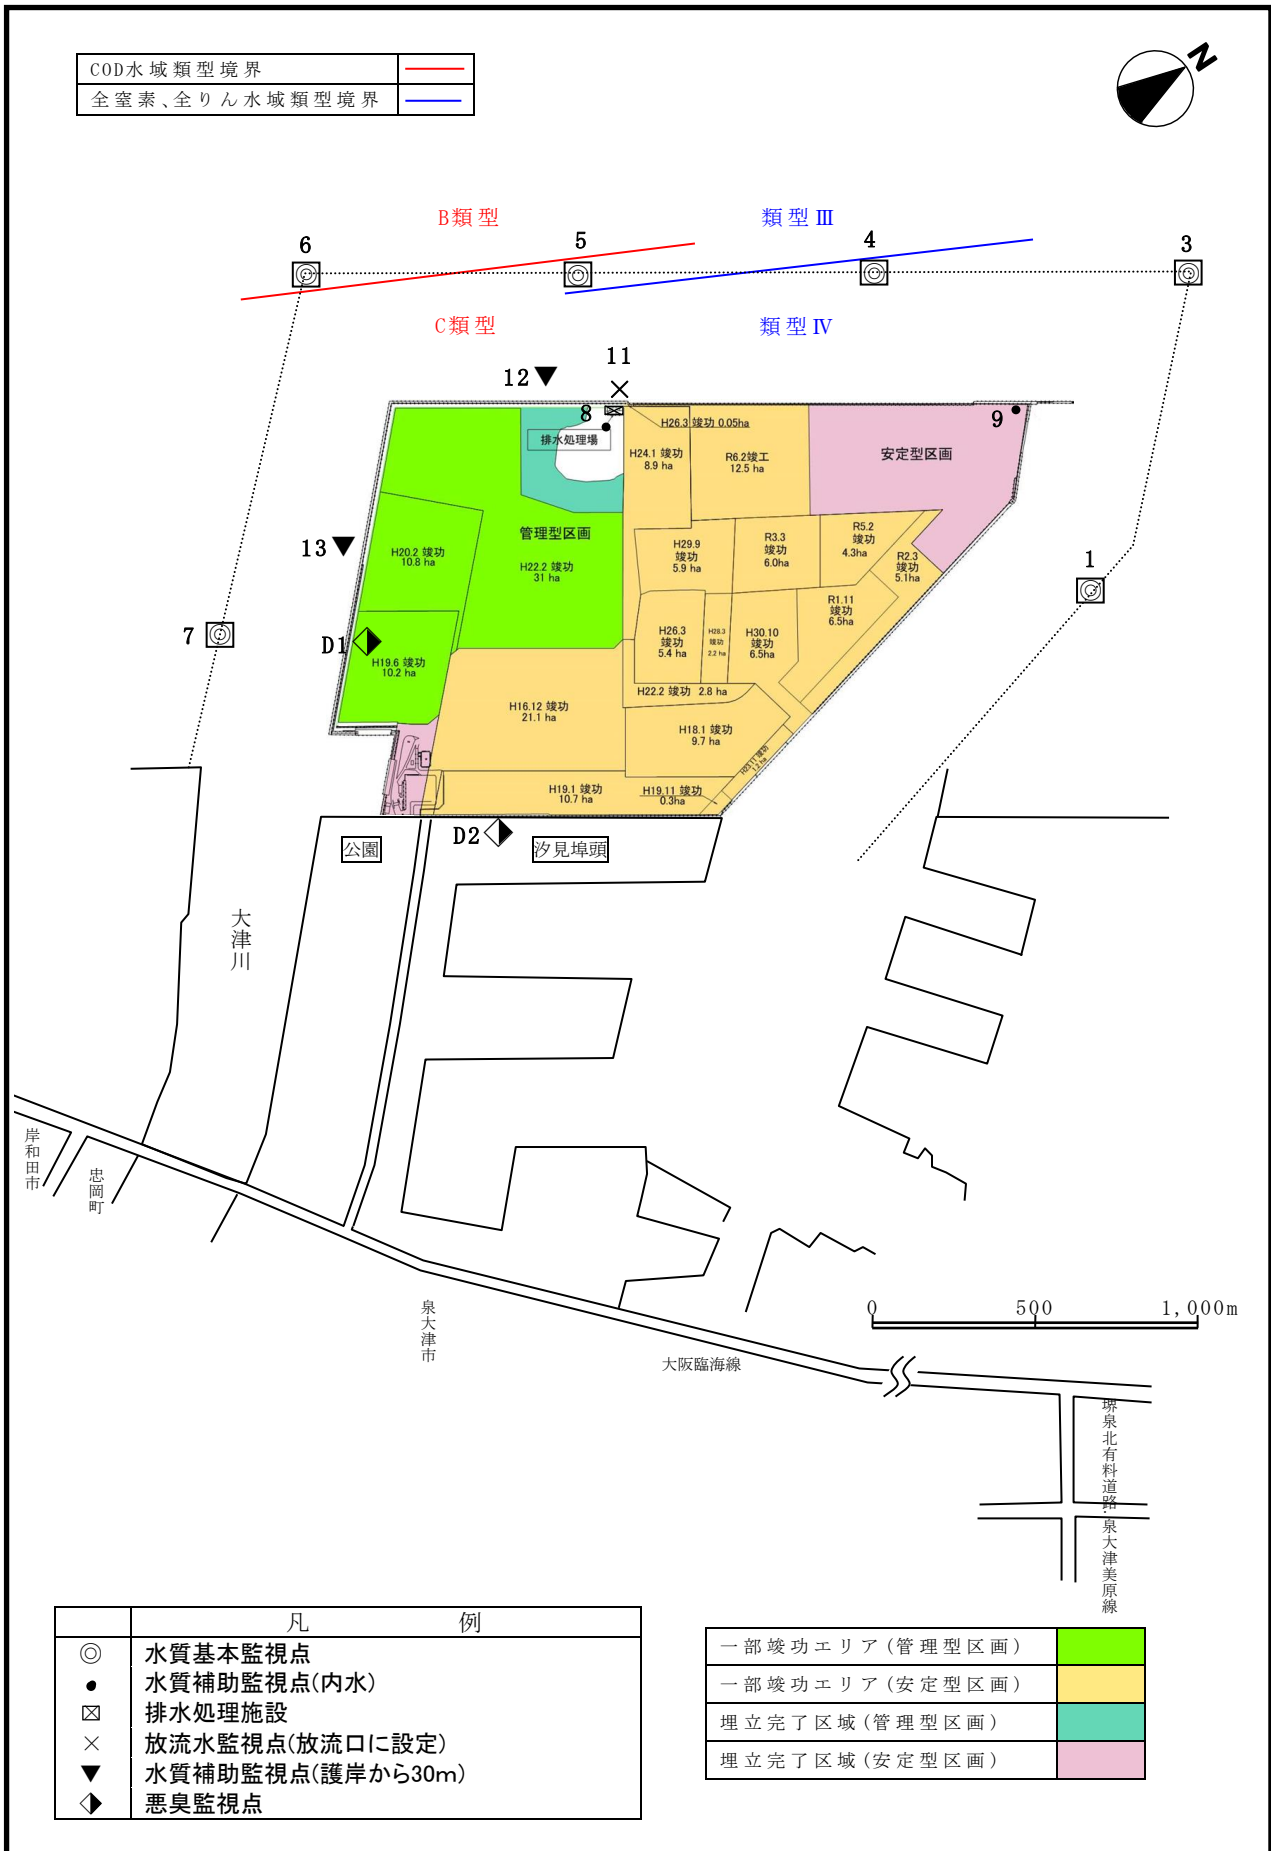 COD水域類型境界
全窒素、全りん水域類型境界
N
B類型
類型Ⅲ
6
5
4
3
C類型
類型Ⅳ
11
12
8
9
H26.3 竣功 0.05ha
排水処理場
H24.1 竣功
8.9 ha
R6.2竣工
12.5 ha
安定型区画
管理型区画
H22.2 竣功
31 ha
13
H20.2 竣功
10.8 ha
H29.9
竣功
5.9 ha
R3.3
竣功
6.0ha
R5.2
竣功
4.3ha
R2.3
竣功
5.1ha
1
R1.11
竣功
6.5ha
7
D1
H19.6 竣功
10.2 ha
H26.3
竣功
5.4 ha
H28.3
竣功
2.2 ha
H30.10
竣功
6.5ha
H22.2 竣功 2.8 ha
H16.12 竣功
21.1 ha
H18.1 竣功
9.7 ha
H23.11 竣功
1.2 ha
H19.1 竣功
10.7 ha
H19.11 竣功
0.3ha
公園
D2
汐見埠頭
大津川
岸和田市
忠岡町
泉大津市
大阪臨海線
0 500 1,000m
堺泉北有料道路・泉大津美原線
凡例
◎ 水質基本監視点
● 水質補助監視点(内水)
☒ 排水処理施設
× 放流水監視点(放流口に設定)
▼ 水質補助監視点(護岸から30m)
悪臭監視点
一部竣功エリア(管理型区画)
一部竣功エリア(安定型区画)
埋立完了区域(管理型区画)
埋立完了区域(安定型区画)